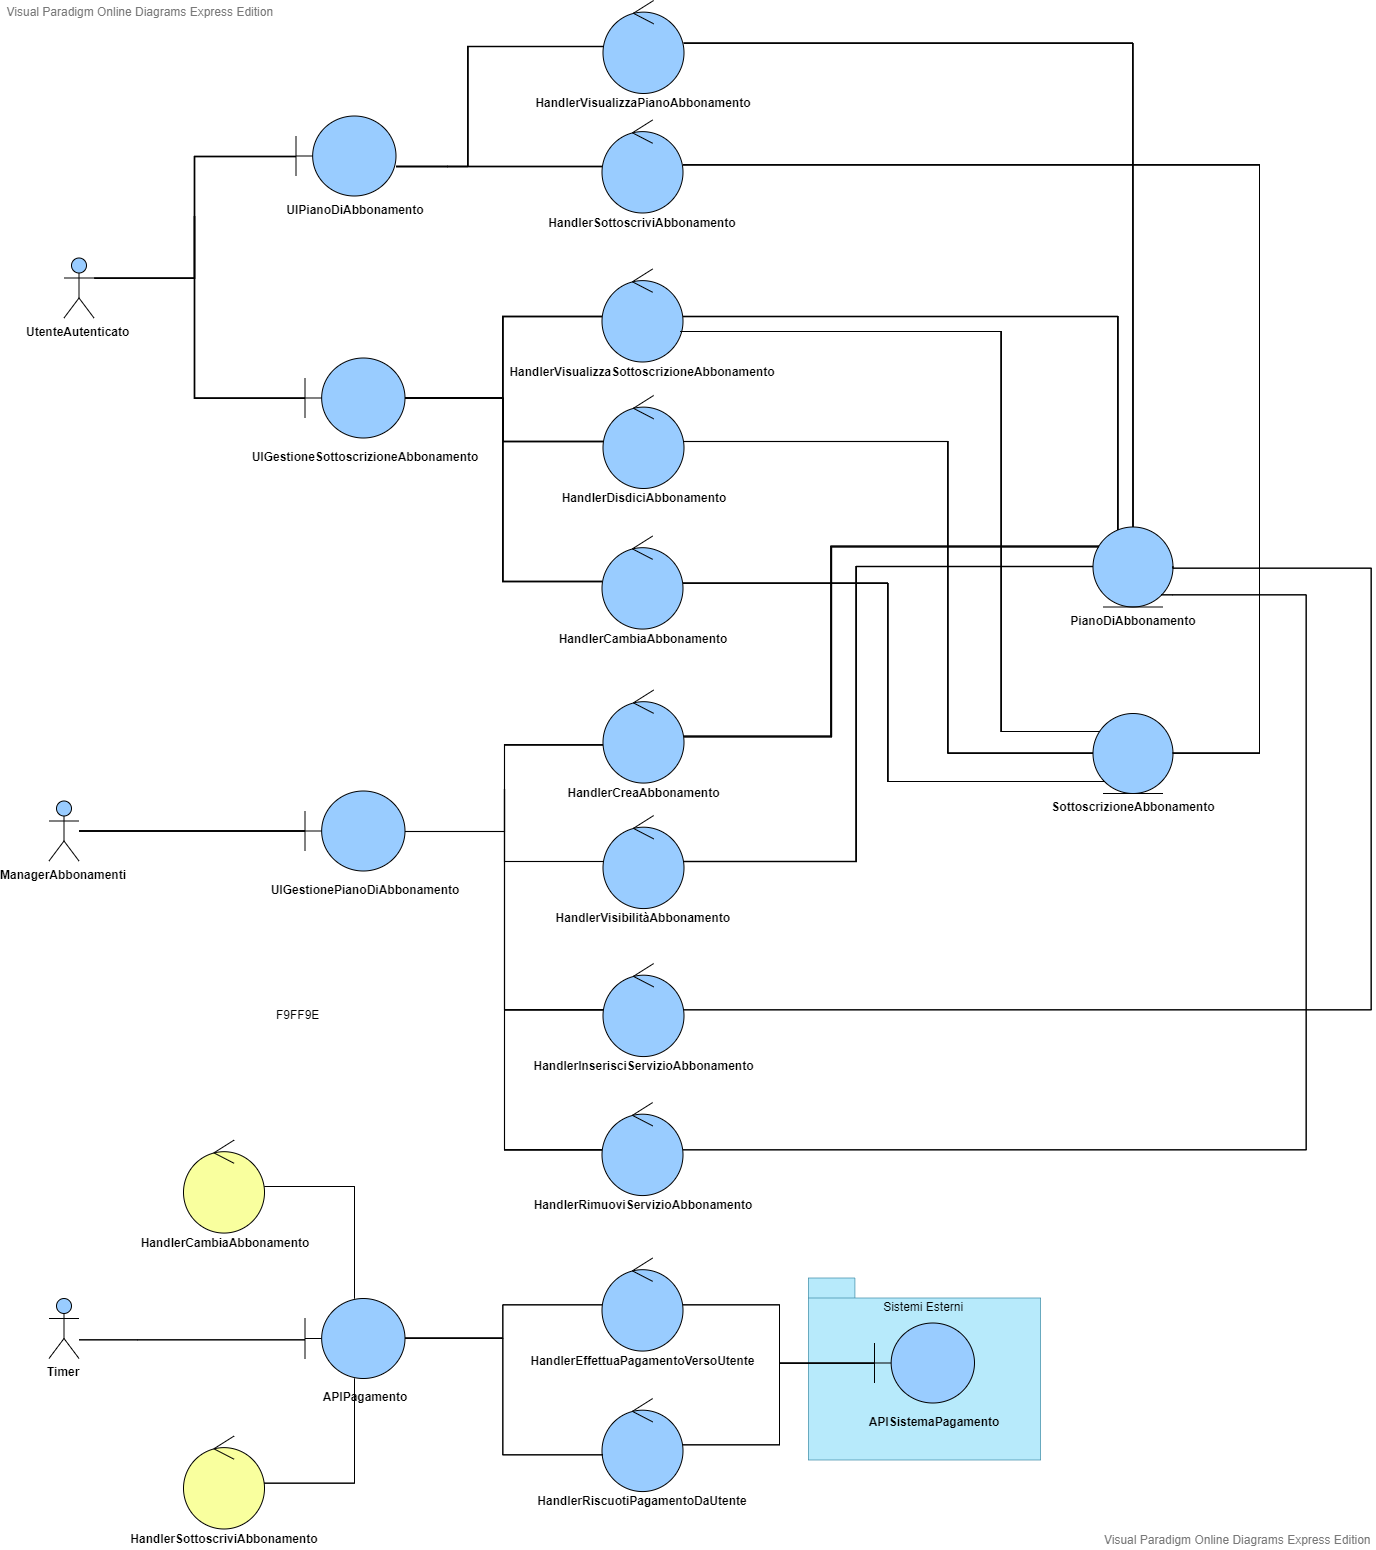 Visual Paradigm Online Diagrams Express Edition
HandlerVisualizzaPianoAbbonamento
UIPianoDiAbbonamento
HandlerSottoscriviAbbonamento
UtenteAutenticato
HandlerVisualizzaSottoscrizioneAbbonamento
UIGestioneSottoscrizioneAbbonamento
HandlerDisdiciAbbonamento
HandlerCambiaAbbonamento
PianoDiAbbonamento
HandlerCreaAbbonamento
SottoscrizioneAbbonamento
ManagerAbbonamenti
UIGestionePianoDiAbbonamento
HandlerVisibilitàAbbonamento
F9FF9E
HandlerInserisciServizioAbbonamento
HandlerRimuoviServizioAbbonamento
HandlerCambiaAbbonamento
Sistemi Esterni
HandlerEffettuaPagamentoVersoUtente
Timer
APIPagamento
APISistemaPagamento
HandlerRiscuotiPagamentoDaUtente
HandlerSottoscriviAbbonamento
Visual Paradigm Online Diagrams Express Edition